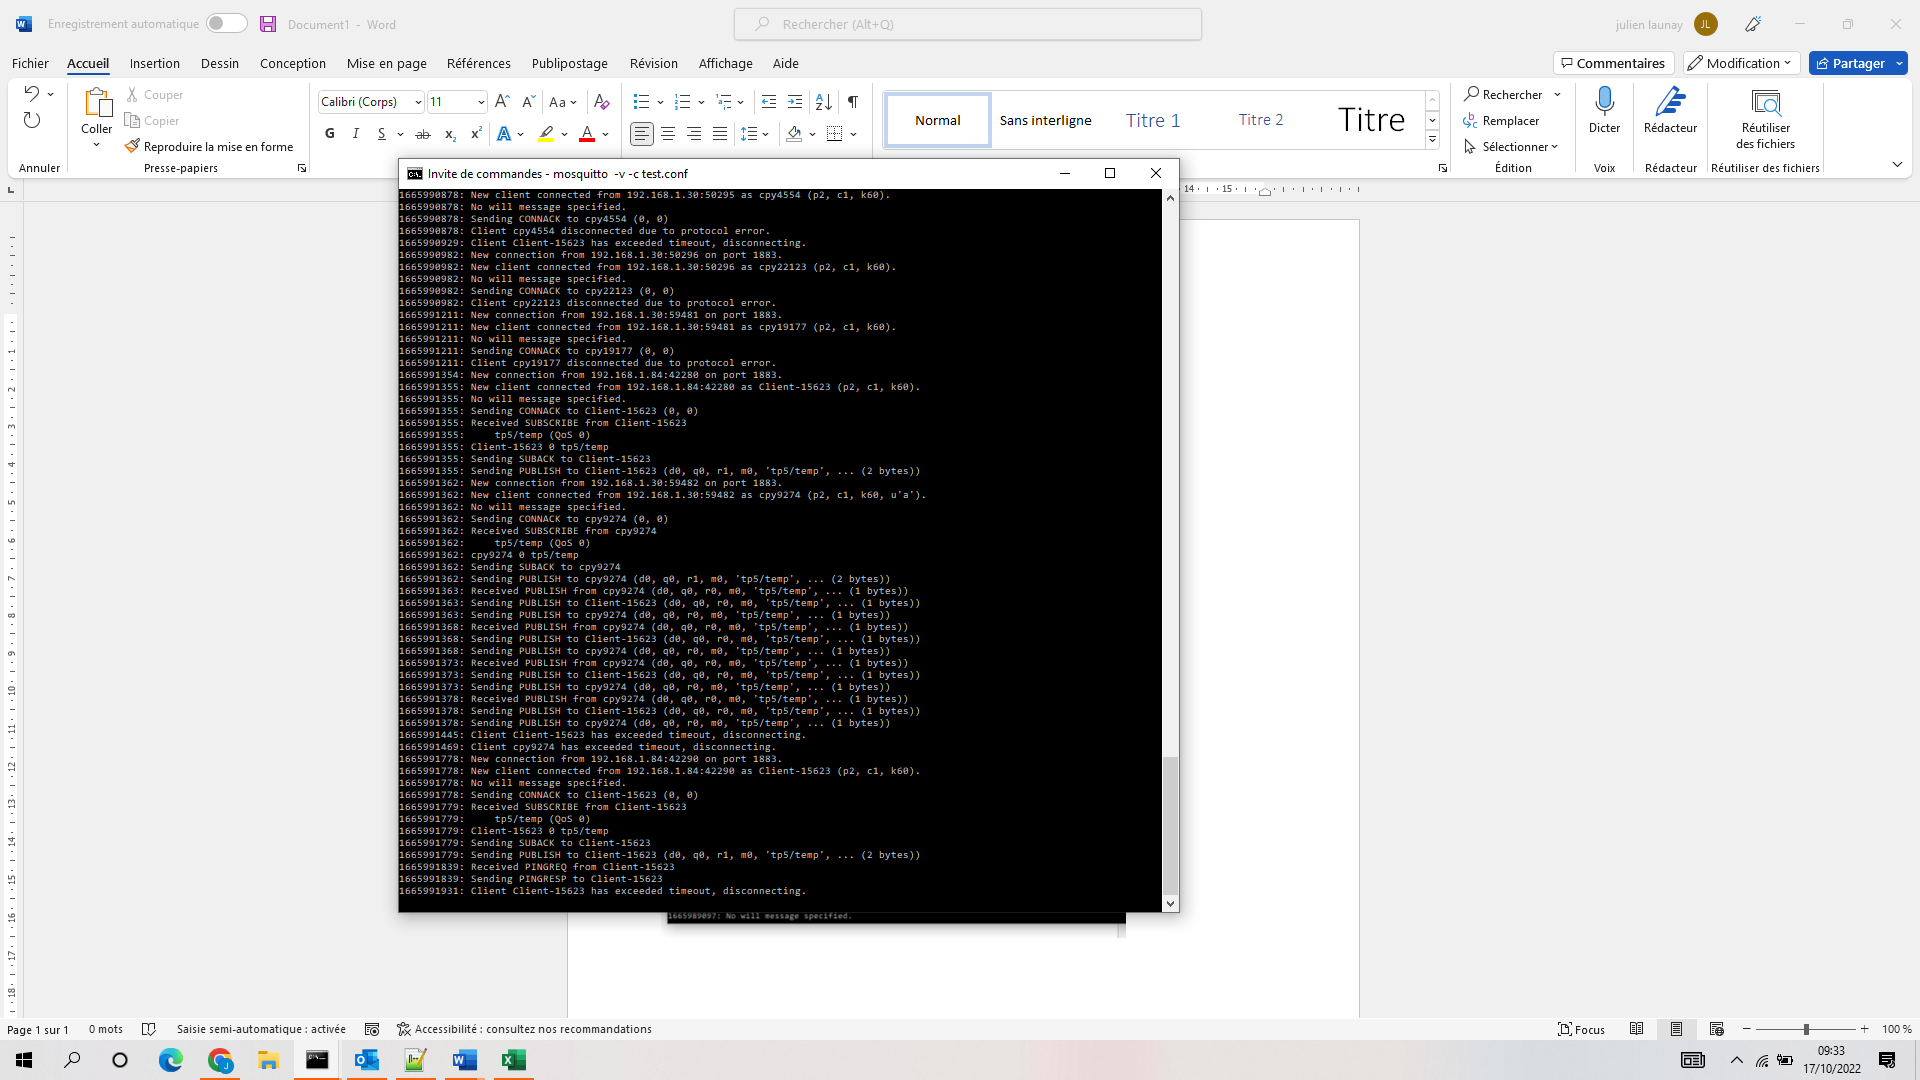 Enregistrement automatique
Document1 - Word
Rechercher (Alt+Q)
julien launay
JL
Fichier
Accueil
Insertion
Dessin
Conception
Mise en page
Références
Publipostage
Révision
Affichage
Aide
Commentaires
Modification
Partager
Annuler
Coller
Couper
Copier
Reproduire la mise en forme
Presse-papiers
Calibri (Corps)
11
Normal
Sans interligne
Titre 1
Titre 2
Titre
Rechercher
Remplacer
Sélectionner
Édition
Dicter
Voix
Rédacteur
Rédacteur
Réutiliser
des fichiers
Réutiliser des fichiers
Invite de commandes - mosquitto -v -c test.conf
1665990878: New client connected from 192.168.1.30:50295 as cpy4554 (p2, c1, k60).
1665990878: No will message specified.
1665990878: Sending CONNACK to cpy4554 (0, 0)
1665990878: Client cpy4554 disconnected due to protocol error.
1665990929: Client Client-15623 has exceeded timeout, disconnecting.
1665990982: New connection from 192.168.1.30:50296 on port 1883.
1665990982: New client connected from 192.168.1.30:50296 as cpy22123 (p2, c1, k60).
1665990982: No will message specified.
1665990982: Sending CONNACK to cpy22123 (0, 0)
1665990982: Client cpy22123 disconnected due to protocol error.
1665991211: New connection from 192.168.1.30:59481 on port 1883.
1665991211: New client connected from 192.168.1.30:59481 as cpy19177 (p2, c1, k60).
1665991211: No will message specified.
1665991211: Sending CONNACK to cpy19177 (0, 0)
1665991211: Client cpy19177 disconnected due to protocol error.
1665991354: New connection from 192.168.1.84:42280 on port 1883.
1665991355: New client connected from 192.168.1.84:42280 as Client-15623 (p2, c1, k60).
1665991355: No will message specified.
1665991355: Sending CONNACK to Client-15623 (0, 0)
1665991355: Received SUBSCRIBE from Client-15623
1665991355:     tp5/temp (QoS 0)
1665991355: Client-15623 0 tp5/temp
1665991355: Sending SUBACK to Client-15623
1665991355: Sending PUBLISH to Client-15623 (d0, q0, r1, m0, 'tp5/temp', ... (2 bytes))
1665991362: New connection from 192.168.1.30:59482 on port 1883.
1665991362: New client connected from 192.168.1.30:59482 as cpy9274 (p2, c1, k60, u'a').
1665991362: No will message specified.
1665991362: Sending CONNACK to cpy9274 (0, 0)
1665991362: Received SUBSCRIBE from cpy9274
1665991362:     tp5/temp (QoS 0)
1665991362: cpy9274 0 tp5/temp
1665991362: Sending SUBACK to cpy9274
1665991362: Sending PUBLISH to cpy9274 (d0, q0, r1, m0, 'tp5/temp', ... (2 bytes))
1665991363: Received PUBLISH from cpy9274 (d0, q0, r0, m0, 'tp5/temp', ... (1 bytes))
1665991363: Sending PUBLISH to Client-15623 (d0, q0, r0, m0, 'tp5/temp', ... (1 bytes))
1665991363: Sending PUBLISH to cpy9274 (d0, q0, r0, m0, 'tp5/temp', ... (1 bytes))
1665991368: Received PUBLISH from cpy9274 (d0, q0, r0, m0, 'tp5/temp', ... (1 bytes))
1665991368: Sending PUBLISH to Client-15623 (d0, q0, r0, m0, 'tp5/temp', ... (1 bytes))
1665991368: Sending PUBLISH to cpy9274 (d0, q0, r0, m0, 'tp5/temp', ... (1 bytes))
1665991373: Received PUBLISH from cpy9274 (d0, q0, r0, m0, 'tp5/temp', ... (1 bytes))
1665991373: Sending PUBLISH to Client-15623 (d0, q0, r0, m0, 'tp5/temp', ... (1 bytes))
1665991373: Sending PUBLISH to cpy9274 (d0, q0, r0, m0, 'tp5/temp', ... (1 bytes))
1665991378: Received PUBLISH from cpy9274 (d0, q0, r0, m0, 'tp5/temp', ... (1 bytes))
1665991378: Sending PUBLISH to Client-15623 (d0, q0, r0, m0, 'tp5/temp', ... (1 bytes))
1665991378: Sending PUBLISH to cpy9274 (d0, q0, r0, m0, 'tp5/temp', ... (1 bytes))
1665991445: Client Client-15623 has exceeded timeout, disconnecting.
1665991469: Client cpy9274 has exceeded timeout, disconnecting.
1665991778: New connection from 192.168.1.84:42290 on port 1883.
1665991778: New client connected from 192.168.1.84:42290 as Client-15623 (p2, c1, k60).
1665991778: No will message specified.
1665991778: Sending CONNACK to Client-15623 (0, 0)
1665991779: Received SUBSCRIBE from Client-15623
1665991779:     tp5/temp (QoS 0)
1665991779: Client-15623 0 tp5/temp
1665991779: Sending SUBACK to Client-15623
1665991779: Sending PUBLISH to Client-15623 (d0, q0, r1, m0, 'tp5/temp', ... (2 bytes))
1665991839: Received PINGREQ from Client-15623
1665991839: Sending PINGRESP to Client-15623
1665991931: Client Client-15623 has exceeded timeout, disconnecting.
1665989097: No will message specified.
Page 1 sur 1
0 mots
Saisie semi-automatique : activée
Accessibilité : consultez nos recommandations
Focus
100 %
09:33
17/10/2022